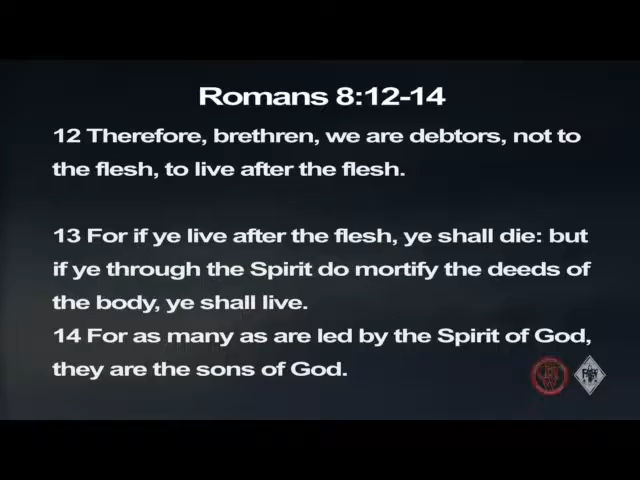 Romans 8:12-14
12 Therefore, brethren, we are debtors, not to
the flesh, to live after the flesh.
13 For if ye live after the flesh, ye shall die: but
if ye through the Spirit do mortify the deeds of
the body, ye shall live.
14 For as many as are led by the Spirit of God,
they are the sons of God.